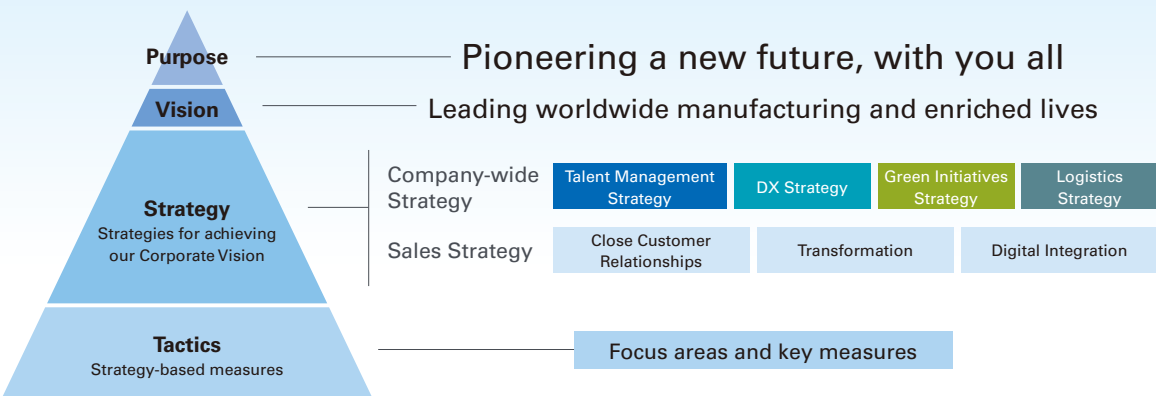 Purpose
Pioneering a new future, with you all
Vision
Leading worldwide manufacturing and enriched lives
Strategy
Strategies for achieving
our Corporate Vision
Company-wide
Strategy
Talent Management
Strategy
DX Strategy
Green Initiatives
Strategy
Logistics
Strategy
Sales Strategy
Close Customer
Relationships
Transformation
Digital Integration
Tactics
Strategy-based measures
Focus areas and key measures